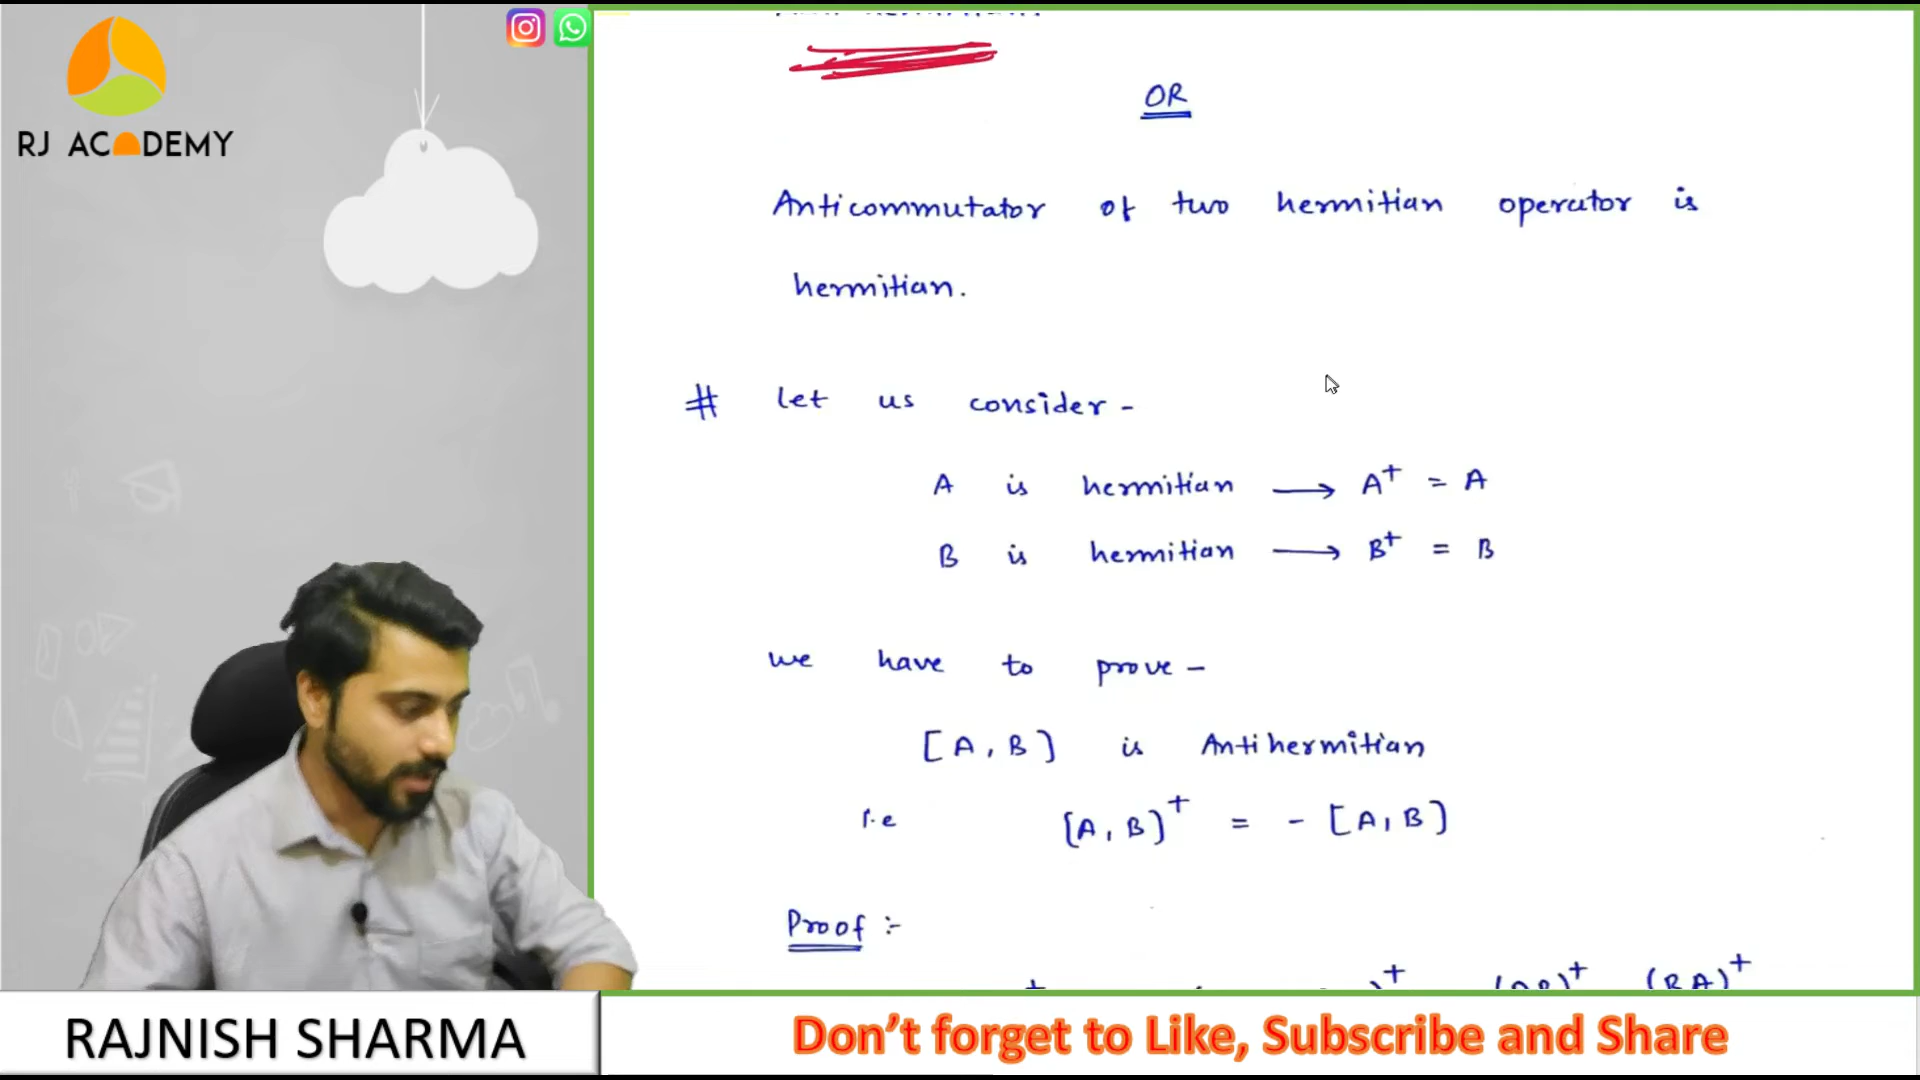 RJ ACADEMY
OR
Anticommutator of two hermitian operator is
hermitian.
# Let us consider -
A is hermitian → A⁺ = A
B is hermitian → B⁺ = B
we have to prove -
[A, B] is Antihermitian
i.e [A, B]⁺ = - [A, B]
Proof :-
(BA)⁺
RAJNISH SHARMA
Don't forget to Like, Subscribe and Share